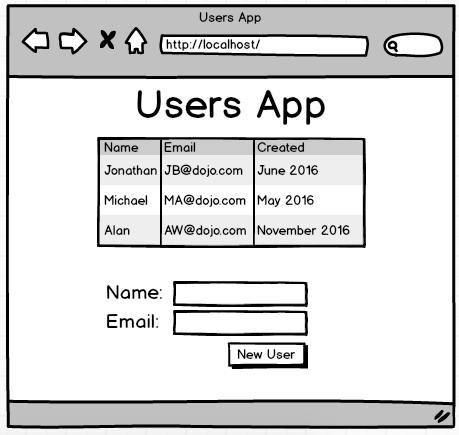 Users App
http://localhost/
Users App
Name Email Created
Jonathan JB@dojo.com June 2016
Michael MA@dojo.com May 2016
Alan AW@dojo.com November 2016
Name:
Email:
New User